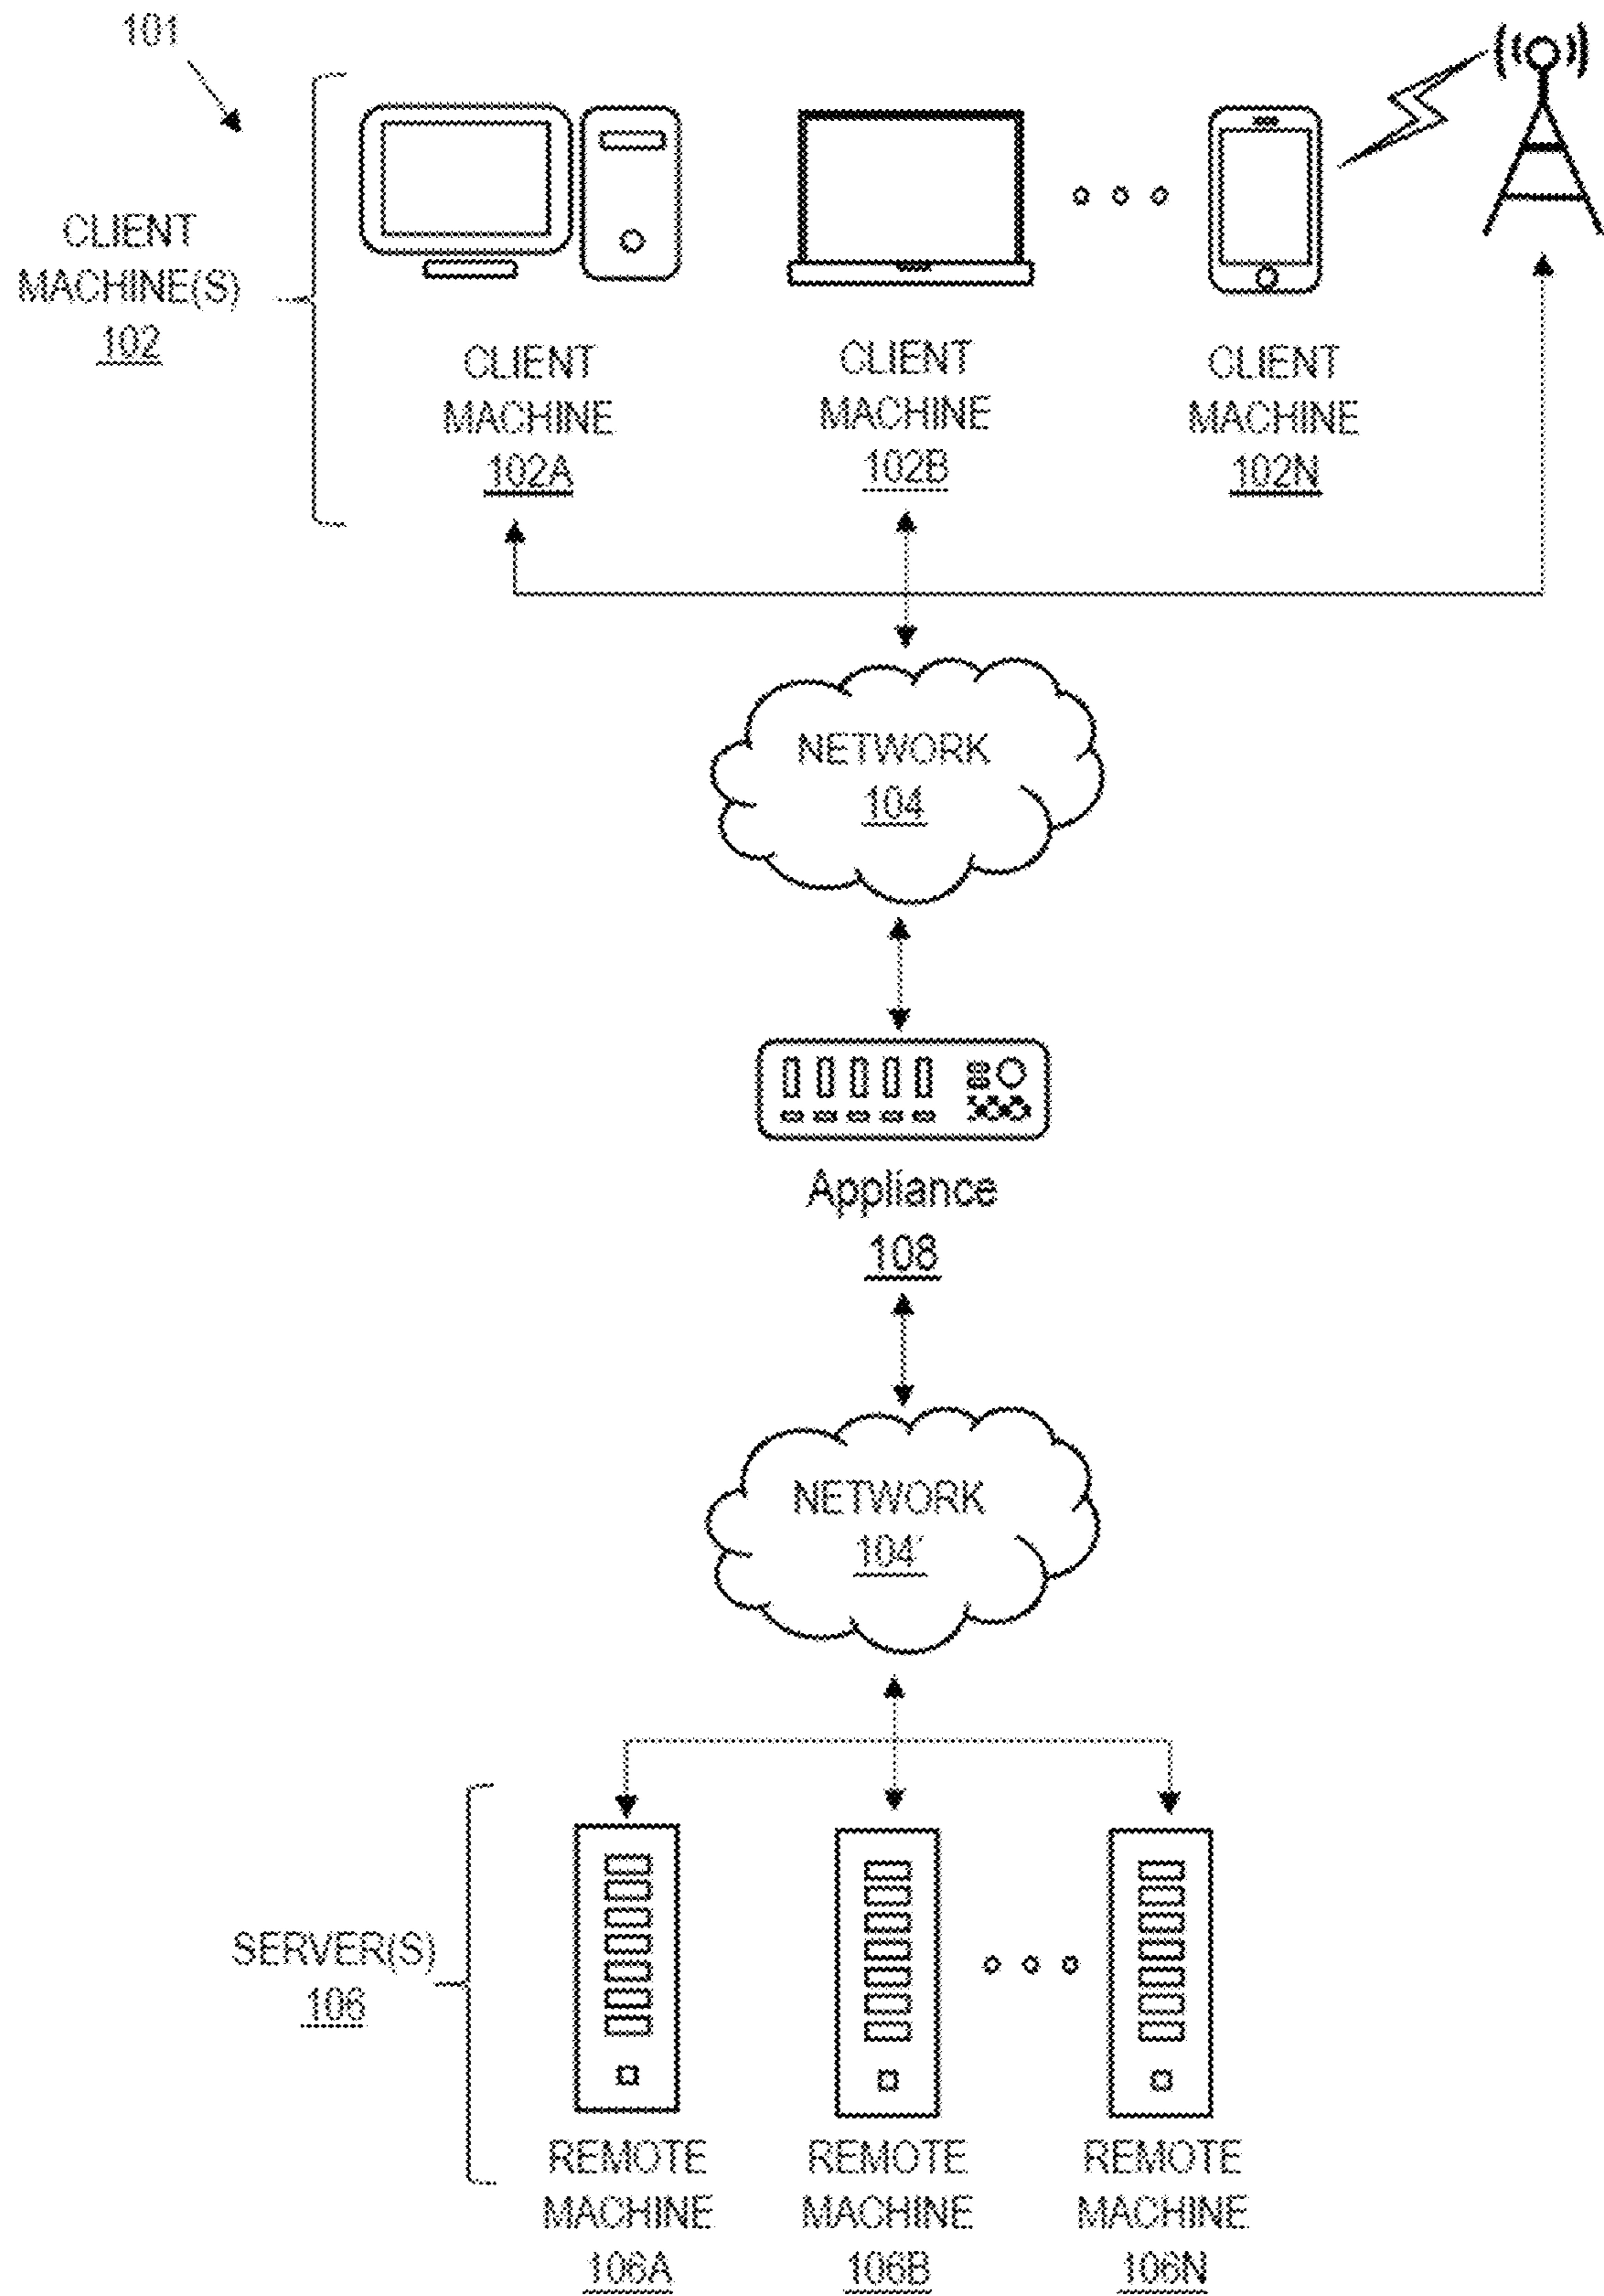 101
CLIENT
MACHINE(S)
102
CLIENT
MACHINE
102A
CLIENT
MACHINE
102B
CLIENT
MACHINE
102N
NETWORK
104
Appliance
108
NETWORK
104'
SERVER(S)
106
REMOTE
MACHINE
106A
REMOTE
MACHINE
106B
REMOTE
MACHINE
106N